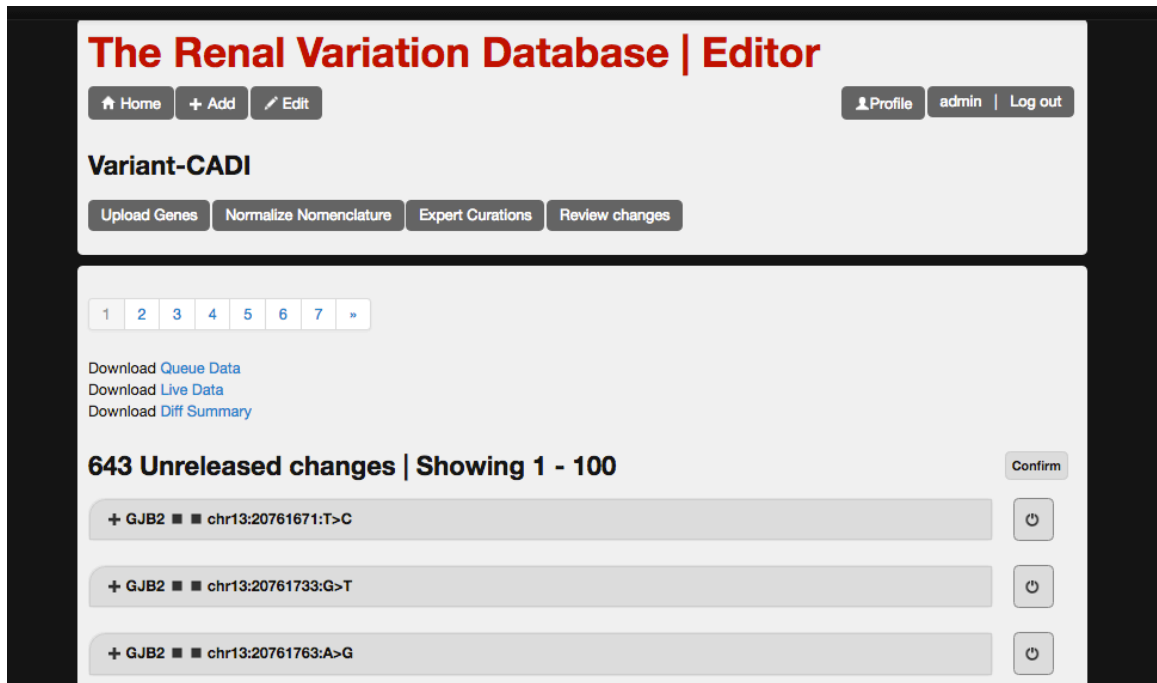 The Renal Variation Database | Editor
Home + Add Edit Profile admin | Log out
Variant-CADI
Upload Genes Normalize Nomenclature Expert Curations Review changes
1 2 3 4 5 6 7 »
Download Queue Data
Download Live Data
Download Diff Summary
643 Unreleased changes | Showing 1 - 100 Confirm
+ GJB2 ■ ■ chr13:20761671:T>C
+ GJB2 ■ ■ chr13:20761733:G>T
+ GJB2 ■ ■ chr13:20761763:A>G